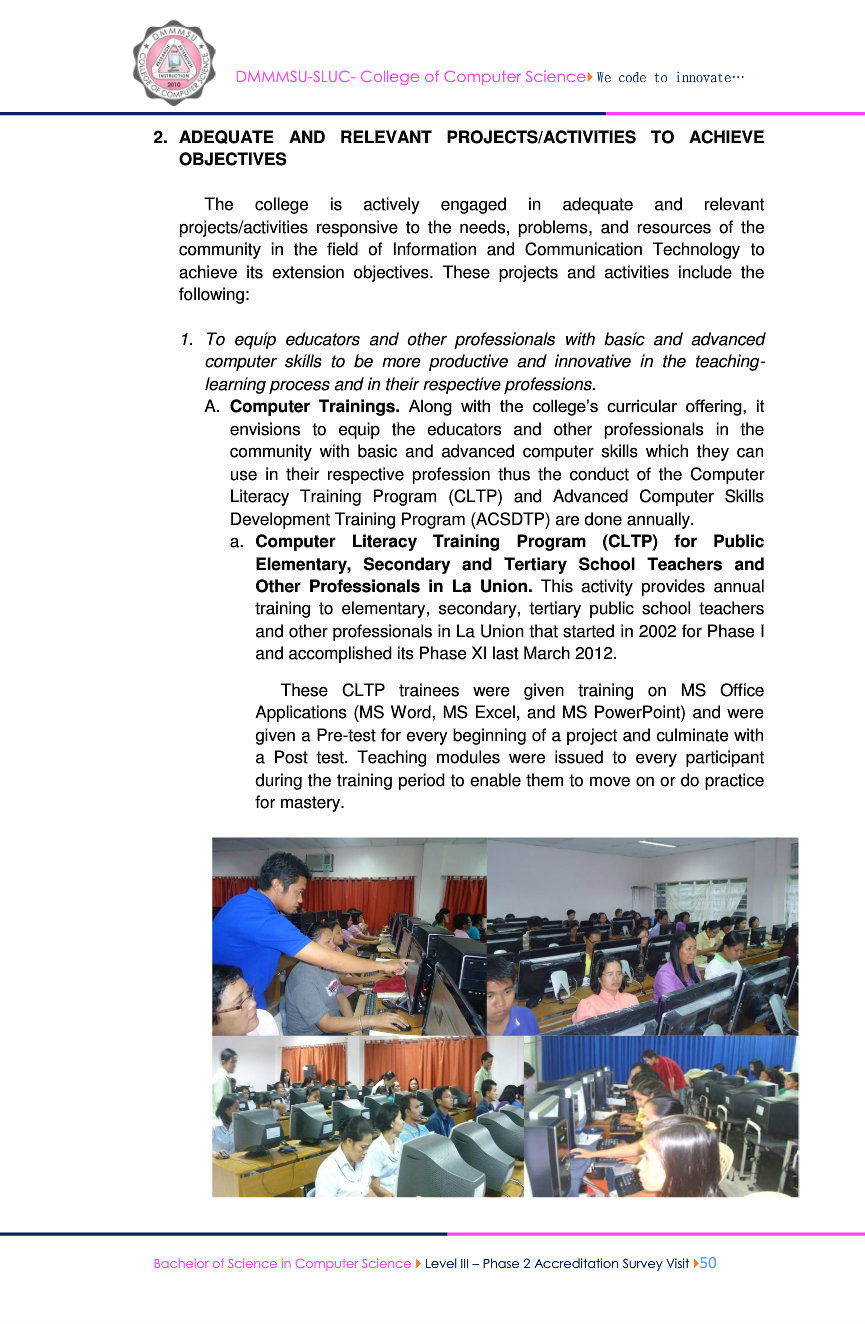 DMMMSU
COLLEGE OF COMPUTER SCIENCE
RESEARCH
EXTENSION
INSTRUCTION
2010
DMMMSU-SLUC- College of Computer Science We code to innovate…
2. ADEQUATE AND RELEVANT PROJECTS/ACTIVITIES TO ACHIEVE
OBJECTIVES
The college is actively engaged in adequate and relevant
projects/activities responsive to the needs, problems, and resources of the
community in the field of Information and Communication Technology to
achieve its extension objectives. These projects and activities include the
following:
1. To equip educators and other professionals with basic and advanced
computer skills to be more productive and innovative in the teaching-
learning process and in their respective professions.
A. Computer Trainings. Along with the college’s curricular offering, it
envisions to equip the educators and other professionals in the
community with basic and advanced computer skills which they can
use in their respective profession thus the conduct of the Computer
Literacy Training Program (CLTP) and Advanced Computer Skills
Development Training Program (ACSDTP) are done annually.
a. Computer Literacy Training Program (CLTP) for Public
Elementary, Secondary and Tertiary School Teachers and
Other Professionals in La Union. This activity provides annual
training to elementary, secondary, tertiary public school teachers
and other professionals in La Union that started in 2002 for Phase I
and accomplished its Phase XI last March 2012.
These CLTP trainees were given training on MS Office
Applications (MS Word, MS Excel, and MS PowerPoint) and were
given a Pre-test for every beginning of a project and culminate with
a Post test. Teaching modules were issued to every participant
during the training period to enable them to move on or do practice
for mastery.
Bachelor of Science in Computer Science Level III – Phase 2 Accreditation Survey Visit 50